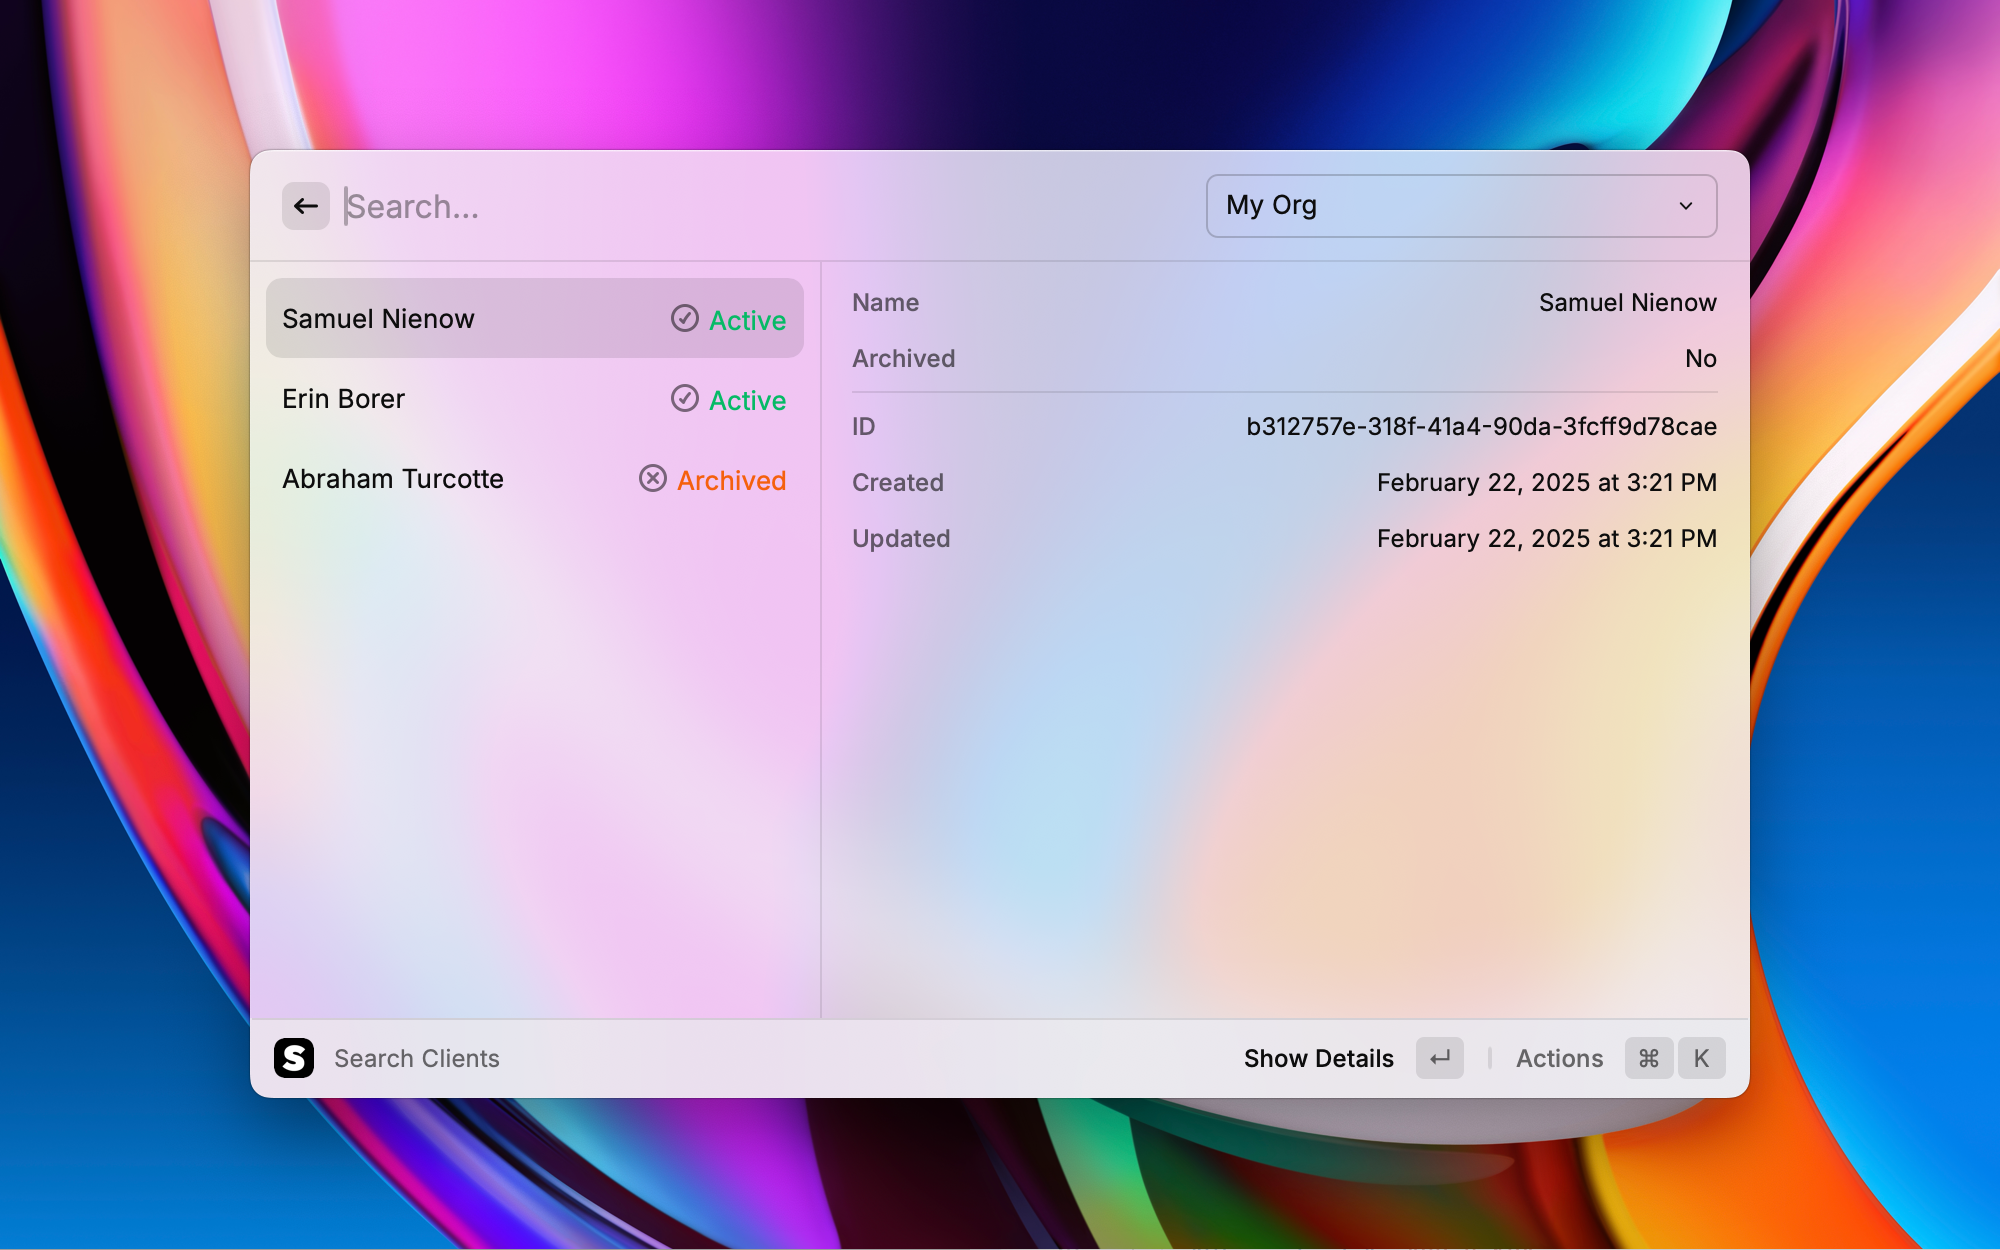 Search...
My Org
Samuel Nienow Active
Erin Borer Active
Abraham Turcotte Archived
Name Samuel Nienow
Archived No
ID b312757e-318f-41a4-90da-3fcff9d78cae
Created February 22, 2025 at 3:21 PM
Updated February 22, 2025 at 3:21 PM
S Search Clients
Show Details ↵ Actions ⌘ K